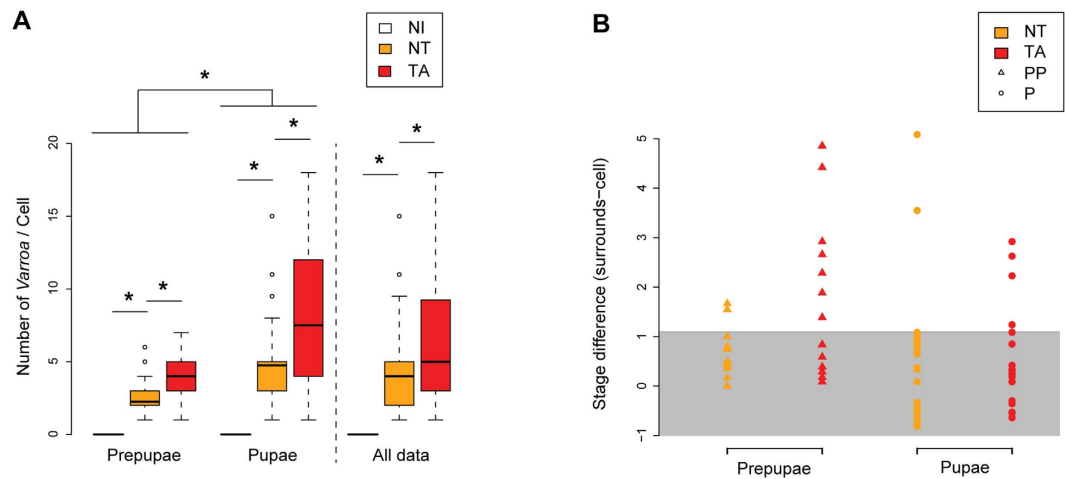 A
NI
NT
TA
*
*
*
*
*
*
*
Number of Varroa / Cell
20
15
10
5
0
Prepupae
Pupae
All data
B
NT
TA
PP
P
Stage difference (surrounds-cell)
5
4
3
2
1
0
-1
Prepupae
Pupae